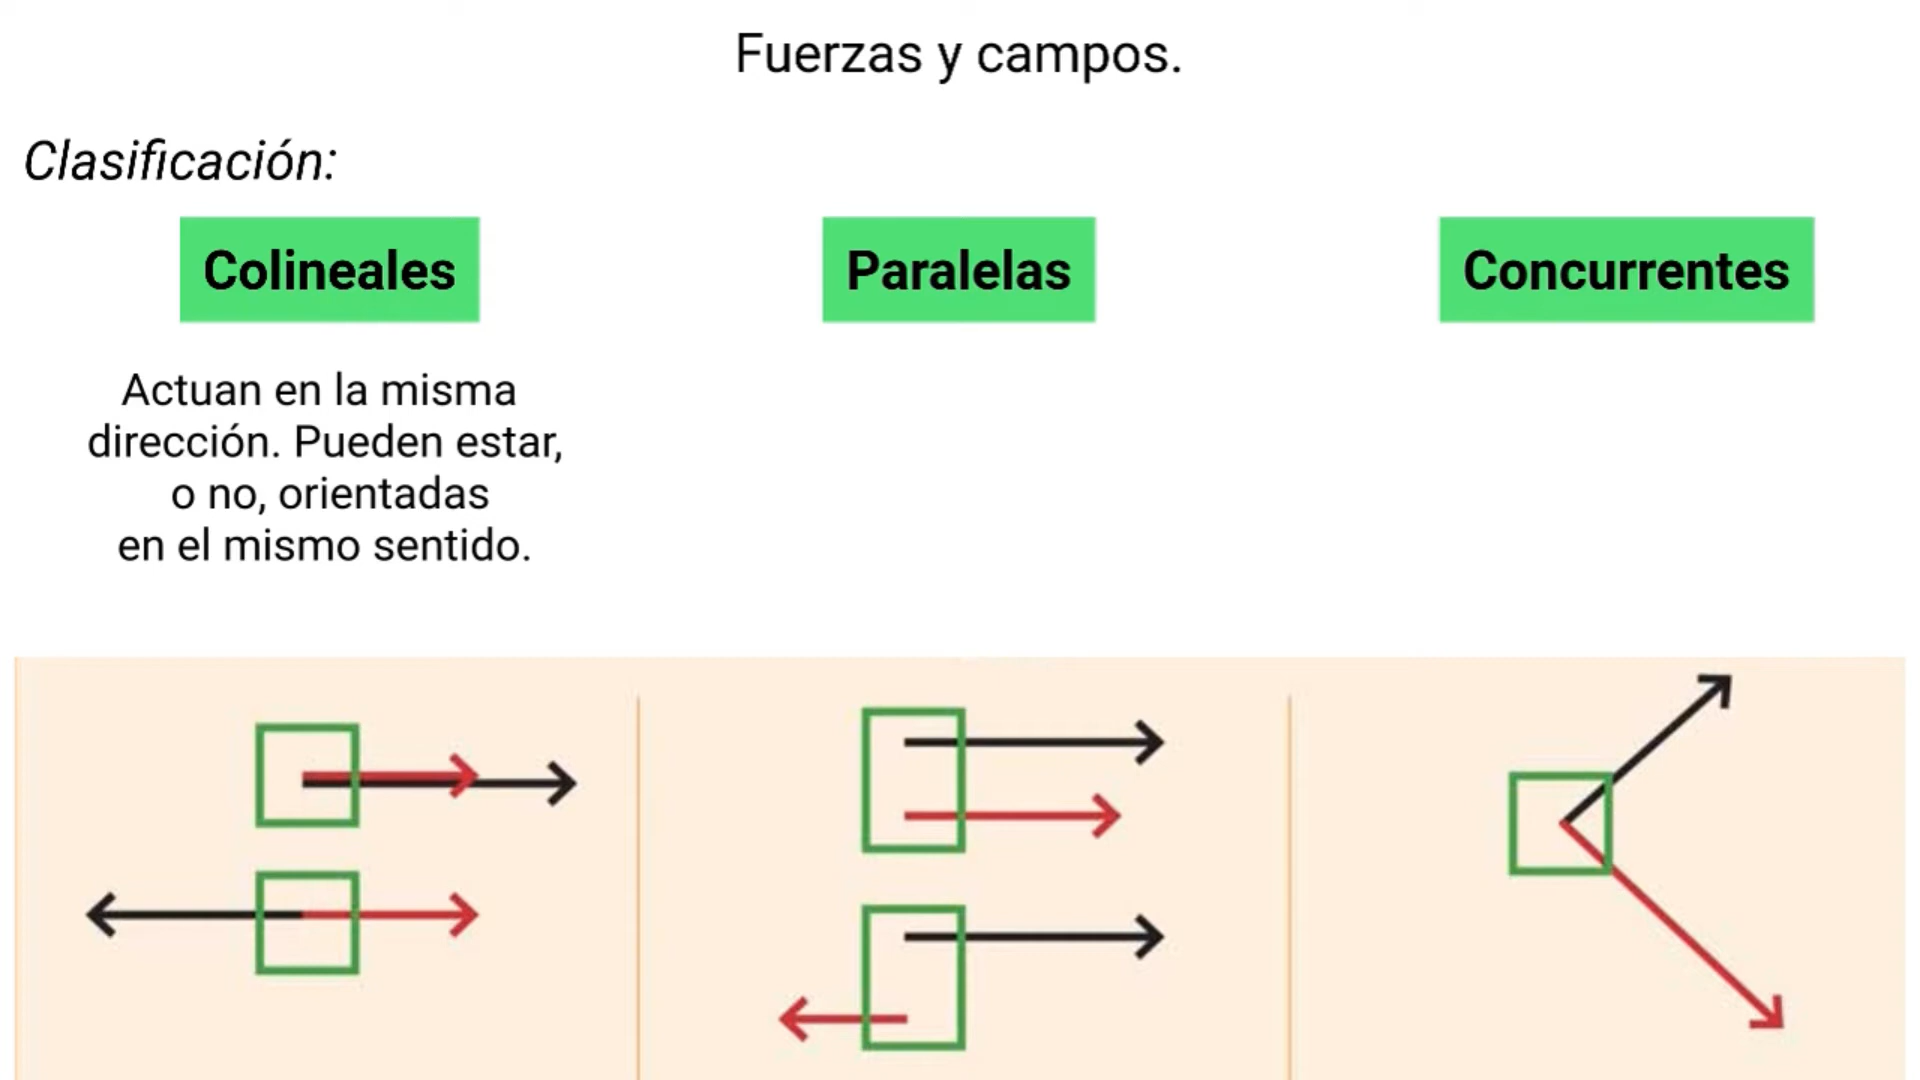 Fuerzas y campos.
Clasificación:
Colineales
Paralelas
Concurrentes
Actuan en la misma
dirección. Pueden estar,
o no, orientadas
en el mismo sentido.